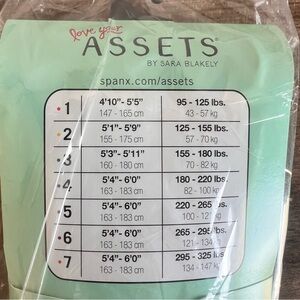 love your
ASSETS
BY SARA BLAKELY
spanx.com/assets
1 4'10"- 5'5" 95 - 125 lbs.
147 - 165 cm 43 - 57 kg
2 5'1"- 5'9" 125 - 155 lbs.
155 - 175 cm 57 - 70 kg
3 5'3"- 5'11" 155 - 180 lbs.
160 - 180 cm 70 - 82 kg
4 5'4"- 6'0" 180 - 220 lbs.
163 - 183 cm 82 - 100 kg
5 5'4"- 6'0" 220 - 265 lbs.
163 - 183 cm 100 - 121 kg
6 5'4"- 6'0" 265 - 295 lbs.
163 - 183 cm 121 - 134 kg
7 5'4"- 6'0" 295 - 325 lbs.
163 - 183 cm 134 - 147 kg